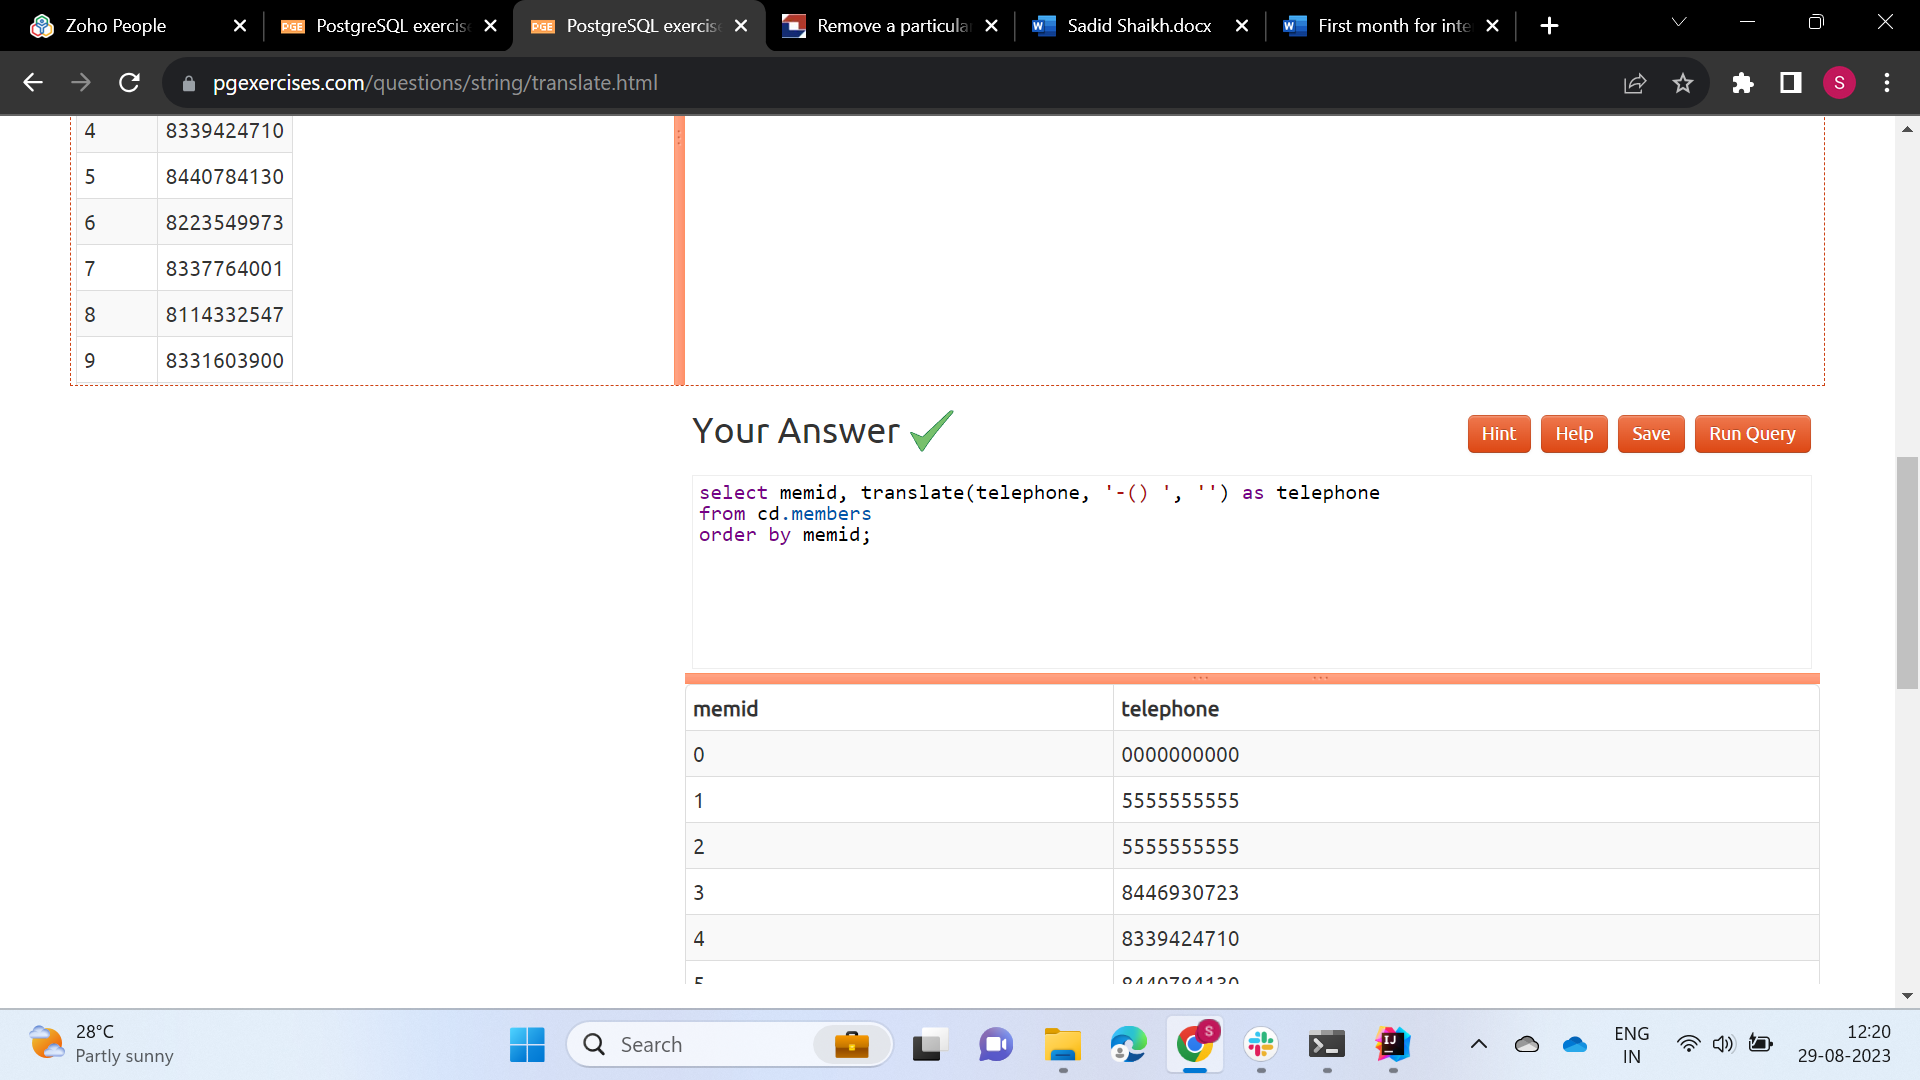 Zoho People
PostgreSQL exercis
PostgreSQL exercis
Remove a particula
Sadid Shaikh.docx
First month for inte
pgexercises.com/questions/string/translate.html
S
4 8339424710
5 8440784130
6 8223549973
7 8337764001
8 8114332547
9 8331603900
Your Answer
Hint
Help
Save
Run Query
select memid, translate(telephone, '-() ', '') as telephone
from cd.members
order by memid;
memid telephone
0 0000000000
1 5555555555
2 5555555555
3 8446930723
4 8339424710
5 8440784130
28°C
Partly sunny
Search
S
IJ
ENG
IN
12:20
29-08-2023